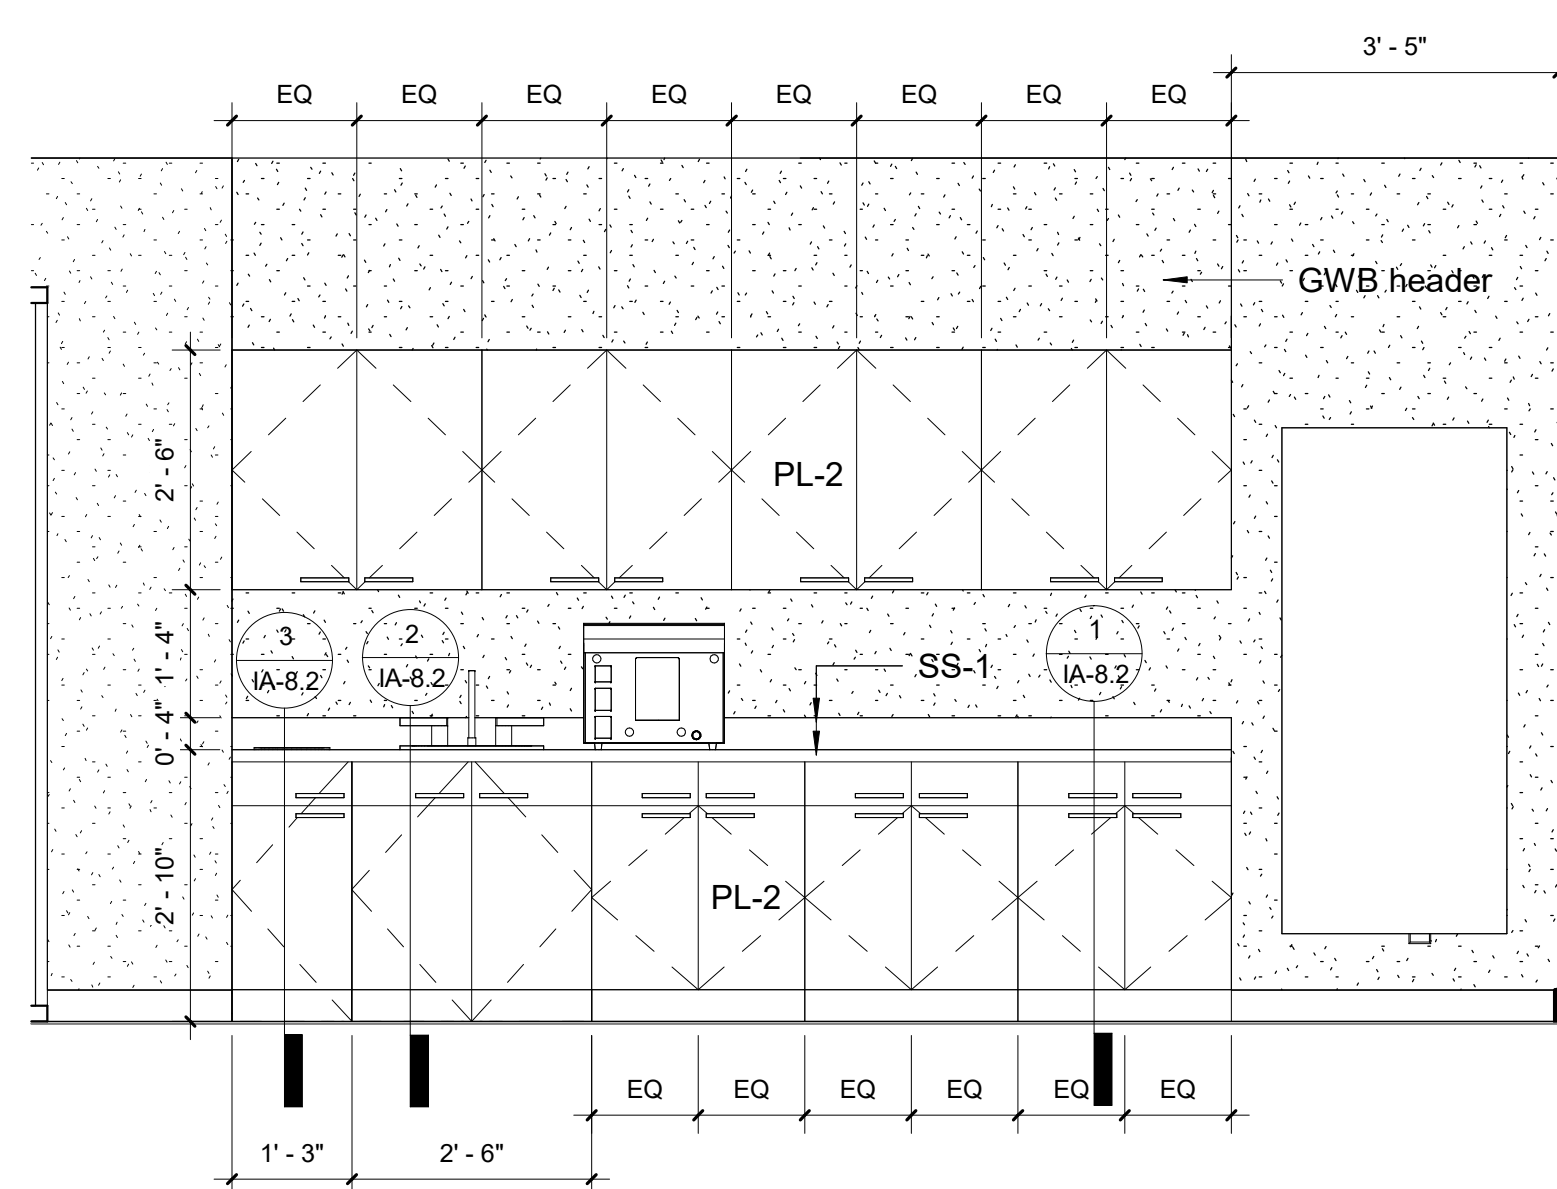 3' - 5"
EQ EQ EQ EQ EQ EQ EQ EQ
GWB header
2' - 6"
PL-2
1' - 4"
3
IA-8.2
2
IA-8.2
SS-1
1
IA-8.2
0' - 4"
2' - 10"
PL-2
EQ EQ EQ EQ EQ EQ
1' - 3" 2' - 6"